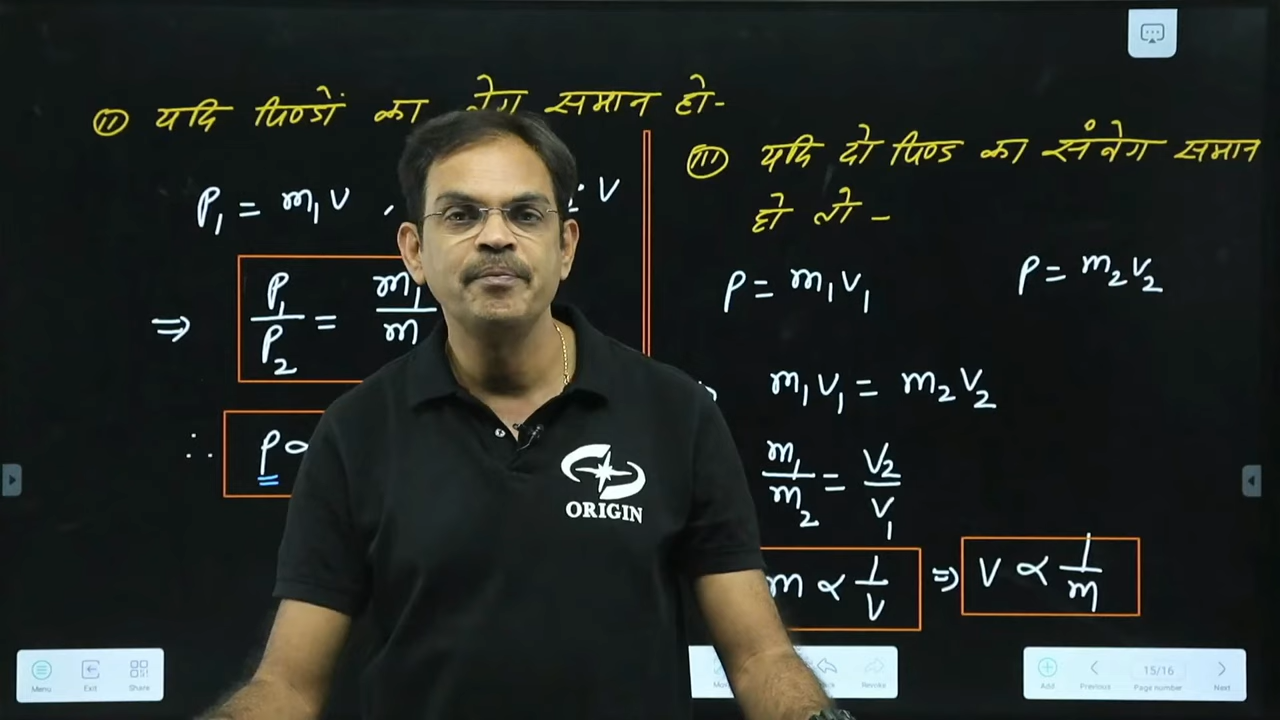 (ii) यदि पिण्डों का वेग समान हो-
P₁ = m₁v , = v
⇒ P₁/P₂ = m₁/m
∴ p ∝
(iii) यदि दो पिण्ड का संवेग समान
हो तो -
p = m₁v₁ p = m₂v₂
m₁v₁ = m₂v₂
m₁/m₂ = v₂/v₁
m ∝ 1/v ⇒ v ∝ 1/m
ORIGIN
Menu Exit Share
Revoke
Add Previous 15/16 Page number Next